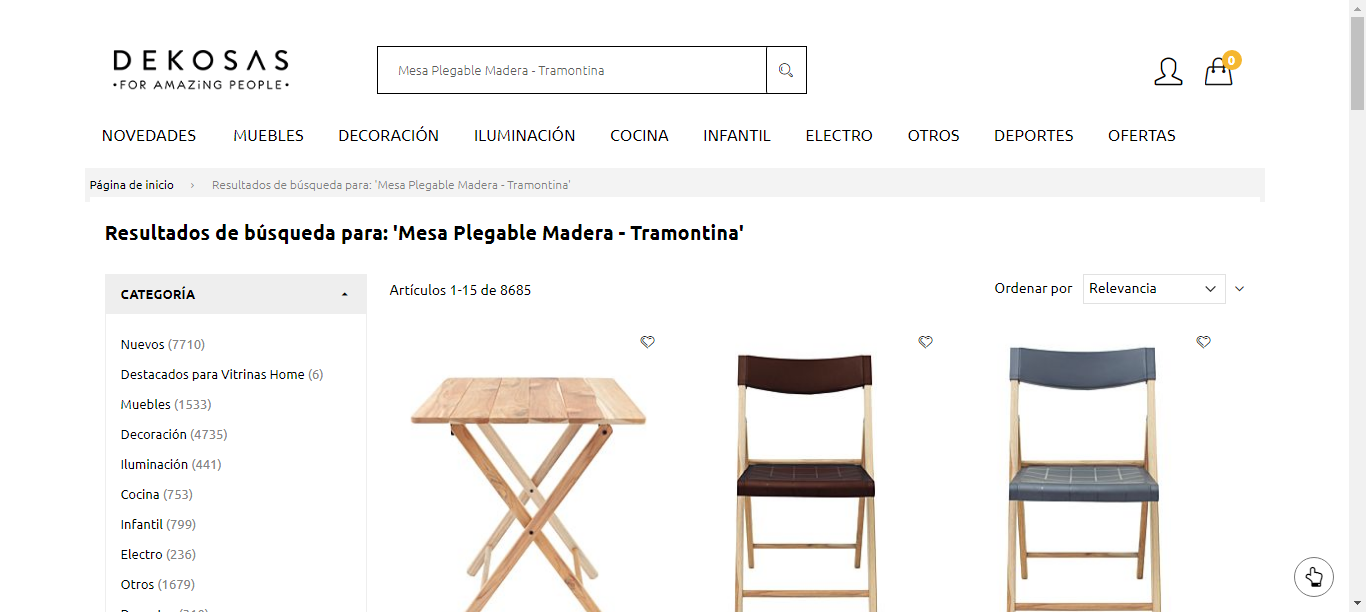 DEKOSAS
•FOR AMAZiNG PEOPLE•
Mesa Plegable Madera - Tramontina
0
NOVEDADES MUEBLES DECORACIÓN ILUMINACIÓN COCINA INFANTIL ELECTRO OTROS DEPORTES OFERTAS
Página de inicio › Resultados de búsqueda para: 'Mesa Plegable Madera - Tramontina'
Resultados de búsqueda para: 'Mesa Plegable Madera - Tramontina'
CATEGORÍA
Artículos 1-15 de 8685
Ordenar por Relevancia
Nuevos (7710)
Destacados para Vitrinas Home (6)
Muebles (1533)
Decoración (4735)
Iluminación (441)
Cocina (753)
Infantil (799)
Electro (236)
Otros (1679)